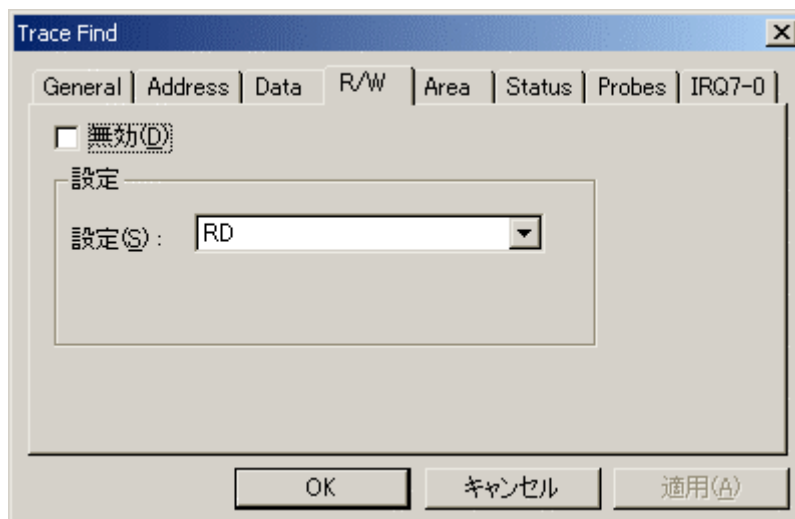 Trace Find
General Address Data R/W Area Status Probes IRQ7-0
無効(D)
設定
設定(S):
RD
OK キャンセル 適用(A)